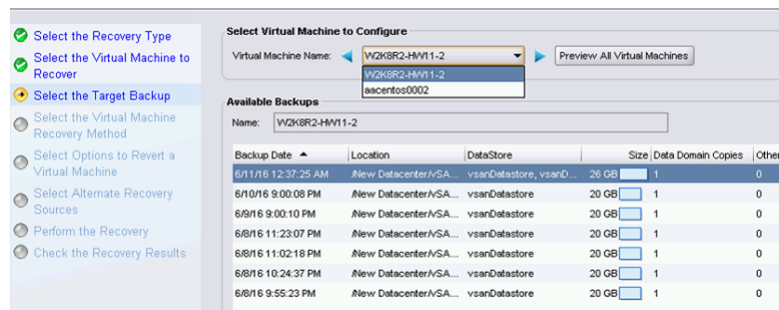 Select the Recovery Type
Select the Virtual Machine to
Recover
Select the Target Backup
Select the Virtual Machine
Recovery Method
Select Options to Revert a
Virtual Machine
Select Alternate Recovery
Sources
Perform the Recovery
Check the Recovery Results
Select Virtual Machine to Configure
Virtual Machine Name: W2K8R2-HW11-2 Preview All Virtual Machines
W2K8R2-HW11-2
aacentos0002
Available Backups
Name: W2K8R2-HW11-2
Backup Date Location DataStore Size Data Domain Copies Other
6/11/16 12:37:25 AM /New Datacenter/vSA... vsanDatastore, vsanD... 26 GB 1 0
6/10/16 9:00:08 PM /New Datacenter/vSA... vsanDatastore 20 GB 1 0
6/9/16 9:00:10 PM /New Datacenter/vSA... vsanDatastore 20 GB 1 0
6/8/16 11:23:07 PM /New Datacenter/vSA... vsanDatastore 20 GB 1 0
6/8/16 11:02:18 PM /New Datacenter/vSA... vsanDatastore 20 GB 1 0
6/8/16 10:24:37 PM /New Datacenter/vSA... vsanDatastore 20 GB 1 0
6/8/16 9:55:23 PM /New Datacenter/vSA... vsanDatastore 20 GB 1 0